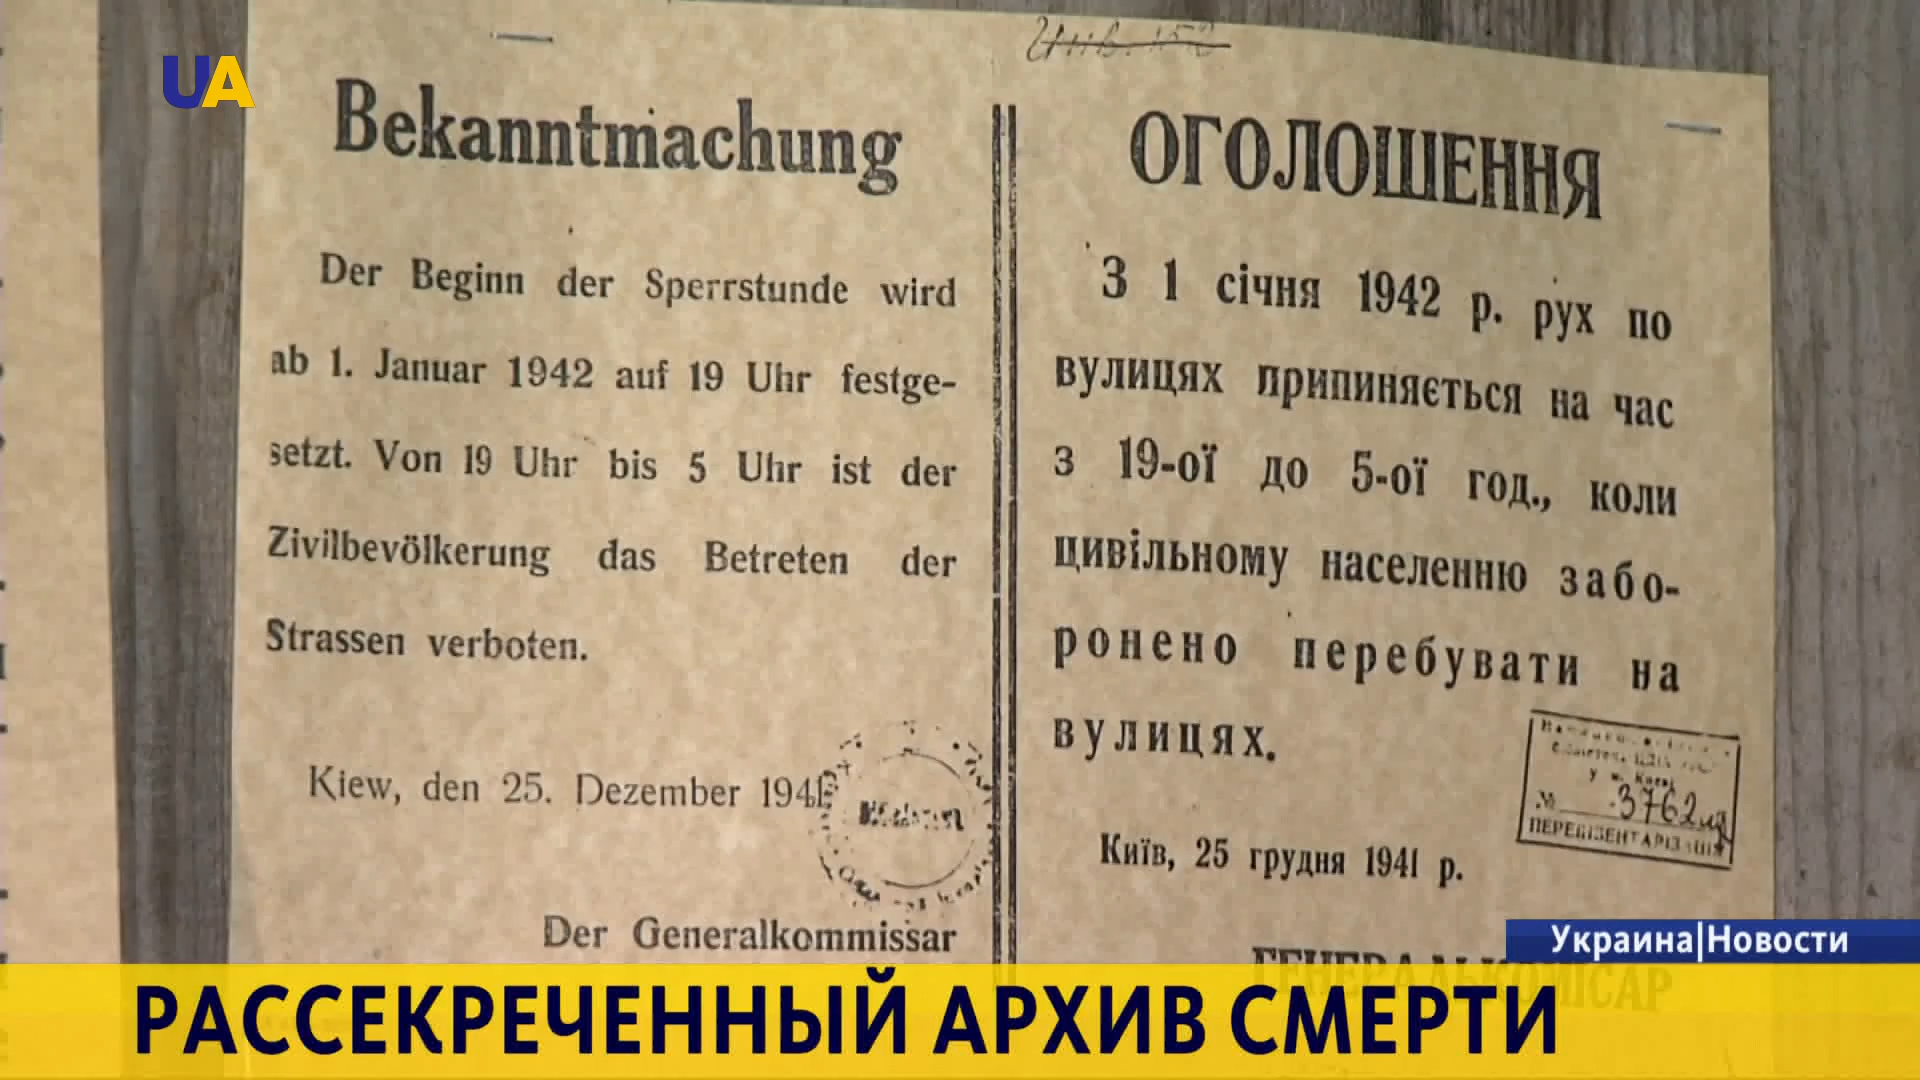 UA
Bekanntmachung
Der Beginn der Sperrstunde wird
ab 1. Januar 1942 auf 19 Uhr festge-
setzt. Von 19 Uhr bis 5 Uhr ist der
Zivilbevölkerung das Betreten der
Strassen verboten.
Kiew, den 25. Dezember 1941
Der Generalkommissar
ОГОЛОШЕННЯ
З 1 січня 1942 р. рух по
вулицях припиняється на час
з 19-ої до 5-ої год., коли
цивільному населенню забо-
ронено перебувати на
вулицях.
Київ, 25 грудня 1941 р.
ГЕНЕРАЛЬКОМІСАР
у м. Києві
№ 3762
ПЕРЕІНВЕНТАРИЗАЦІЯ
Украина|Новости
РАССЕКРЕЧЕННЫЙ АРХИВ СМЕРТИ